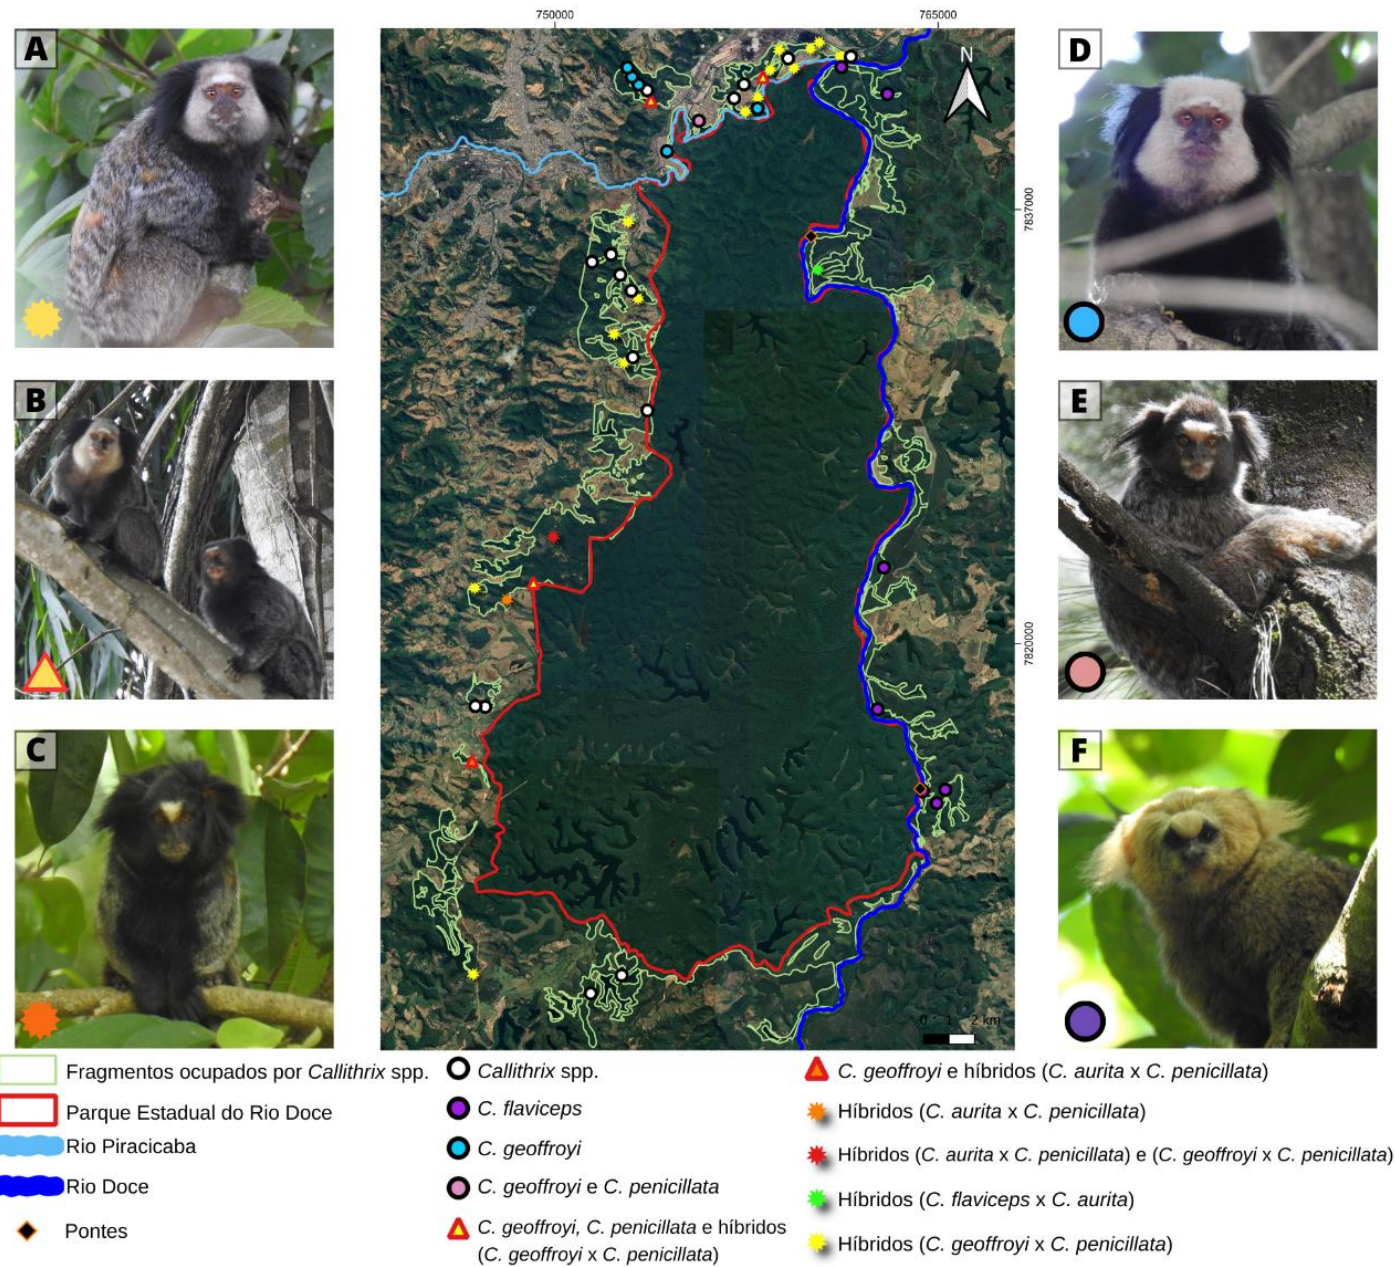 750000
765000
A
B
C
N
7837000
7820000
0 1 2 km
D
E
F
Fragmentos ocupados por Callithrix spp.
Parque Estadual do Rio Doce
Rio Piracicaba
Rio Doce
Pontes
Callithrix spp.
C. flaviceps
C. geoffroyi
C. geoffroyi e C. penicillata
C. geoffroyi, C. penicillata e híbridos
(C. geoffroyi x C. penicillata)
C. geoffroyi e híbridos (C. aurita x C. penicillata)
Híbridos (C. aurita x C. penicillata)
Híbridos (C. aurita x C. penicillata) e (C. geoffroyi x C. penicillata)
Híbridos (C. flaviceps x C. aurita)
Híbridos (C. geoffroyi x C. penicillata)